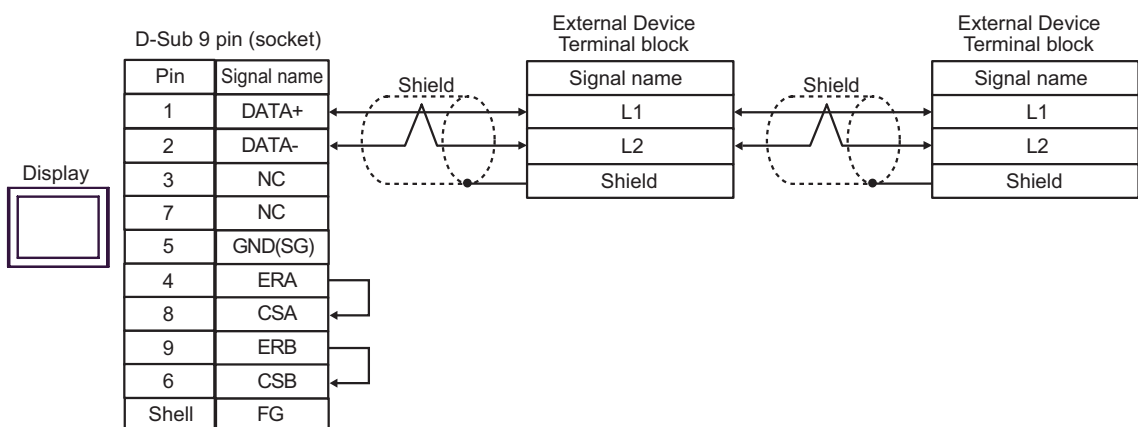 D-Sub 9 pin (socket)
External Device
Terminal block
External Device
Terminal block
Pin Signal name
Shield
Signal name
Shield
Signal name
1 DATA+
L1
L1
2 DATA-
L2
L2
Display
3 NC
Shield
Shield
7 NC
5 GND(SG)
4 ERA
8 CSA
9 ERB
6 CSB
Shell FG